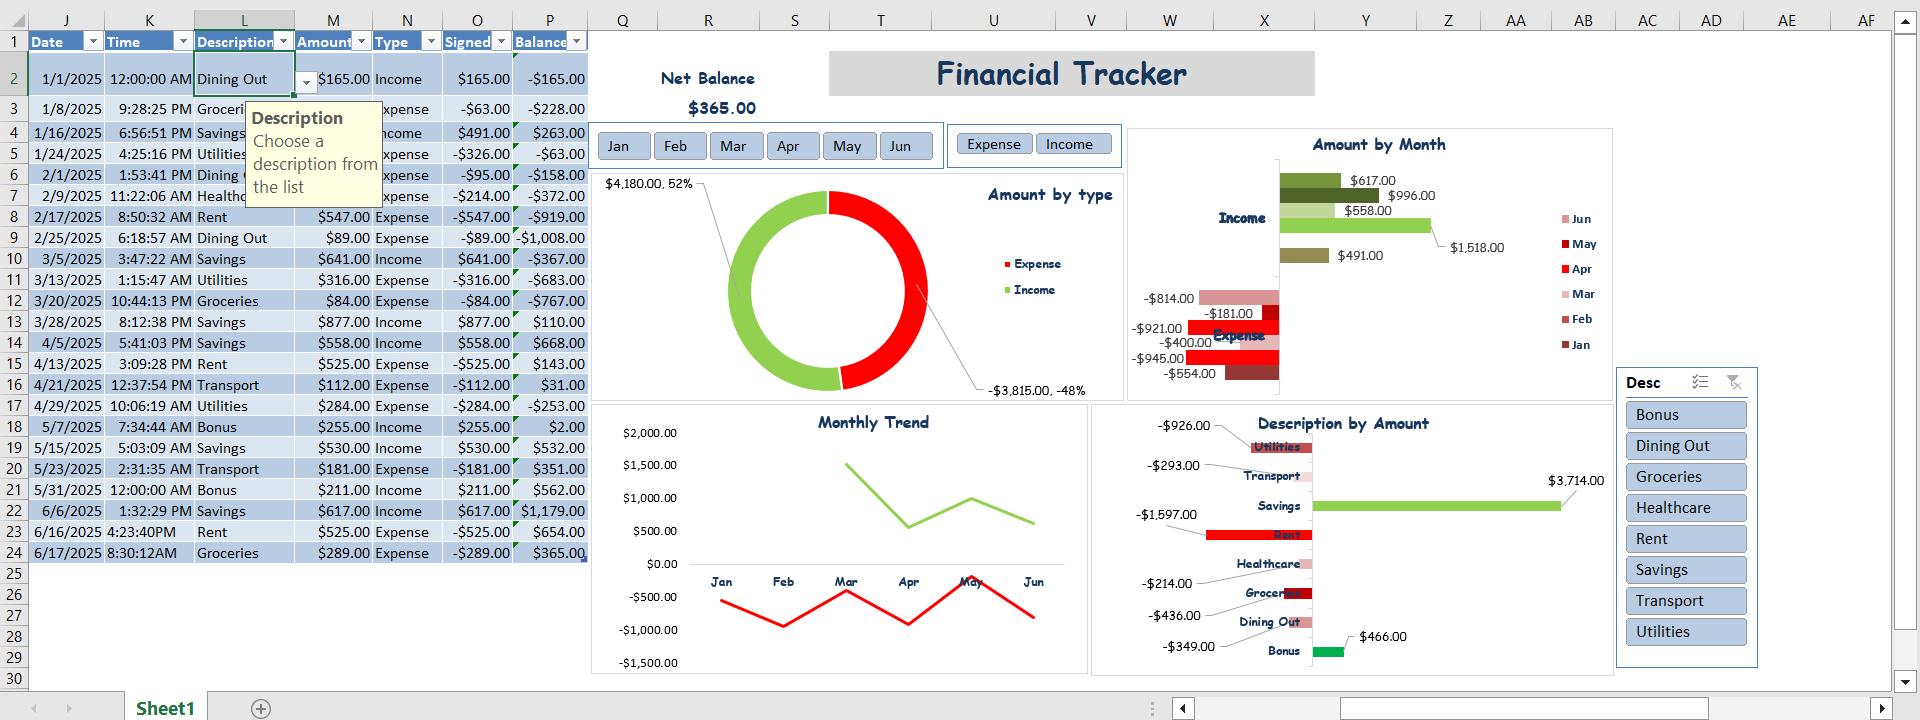 J K L M N O P Q R S T U V W X Y Z AA AB AC AD AE AF
1 Date Time Description Amount Type Signed Balance
2 1/1/2025 12:00:00 AM Dining Out $165.00 Income $165.00 -$165.00
3 1/8/2025 9:28:25 PM Groceri xpense -$63.00 -$228.00
4 1/16/2025 6:56:51 PM Savings ncome $491.00 $263.00
5 1/24/2025 4:25:16 PM Utilities xpense -$326.00 -$63.00
6 2/1/2025 1:53:41 PM Dining xpense -$95.00 -$158.00
7 2/9/2025 11:22:06 AM Healthc xpense -$214.00 -$372.00
8 2/17/2025 8:50:32 AM Rent $547.00 Expense -$547.00 -$919.00
9 2/25/2025 6:18:57 AM Dining Out $89.00 Expense -$89.00 -$1,008.00
10 3/5/2025 3:47:22 AM Savings $641.00 Income $641.00 -$367.00
11 3/13/2025 1:15:47 AM Utilities $316.00 Expense -$316.00 -$683.00
12 3/20/2025 10:44:13 PM Groceries $84.00 Expense -$84.00 -$767.00
13 3/28/2025 8:12:38 PM Savings $877.00 Income $877.00 $110.00
14 4/5/2025 5:41:03 PM Savings $558.00 Income $558.00 $668.00
15 4/13/2025 3:09:28 PM Rent $525.00 Expense -$525.00 $143.00
16 4/21/2025 12:37:54 PM Transport $112.00 Expense -$112.00 $31.00
17 4/29/2025 10:06:19 AM Utilities $284.00 Expense -$284.00 -$253.00
18 5/7/2025 7:34:44 AM Bonus $255.00 Income $255.00 $2.00
19 5/15/2025 5:03:09 AM Savings $530.00 Income $530.00 $532.00
20 5/23/2025 2:31:35 AM Transport $181.00 Expense -$181.00 $351.00
21 5/31/2025 12:00:00 AM Bonus $211.00 Income $211.00 $562.00
22 6/6/2025 1:32:29 PM Savings $617.00 Income $617.00 $1,179.00
23 6/16/2025 4:23:40PM Rent $525.00 Expense -$525.00 $654.00
24 6/17/2025 8:30:12AM Groceries $289.00 Expense -$289.00 $365.00
25
26
27
28
29
30
Description
Choose a
description from
the list
Net Balance
$365.00
Financial Tracker
Jan Feb Mar Apr May Jun
Expense Income
Amount by type
$4,180.00, 52%
Expense
Income
-$3,815.00, -48%
Amount by Month
Income
$617.00
$996.00
$558.00
$1,518.00
$491.00
-$814.00
-$181.00
-$921.00
Expense
-$400.00
-$945.00
-$554.00
Jun
May
Apr
Mar
Feb
Jan
Monthly Trend
$2,000.00
$1,500.00
$1,000.00
$500.00
$0.00
-$500.00
-$1,000.00
-$1,500.00
Jan Feb Mar Apr May Jun
Description by Amount
-$926.00
Utilities
-$293.00
Transport
$3,714.00
Savings
-$1,597.00
Rent
Healthcare
-$214.00
Groceries
-$436.00
Dining Out
-$349.00
Bonus
$466.00
Desc
Bonus
Dining Out
Groceries
Healthcare
Rent
Savings
Transport
Utilities
Sheet1